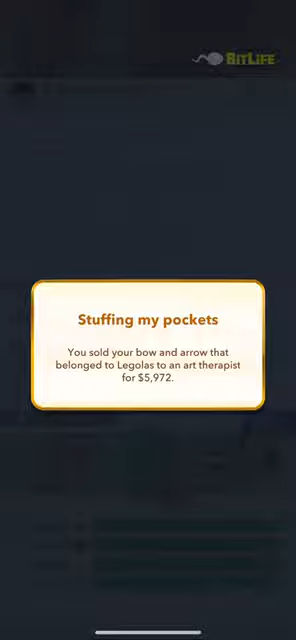 BITLIFE
Stuffing my pockets
You sold your bow and arrow that
belonged to Legolas to an art therapist
for $5,972.